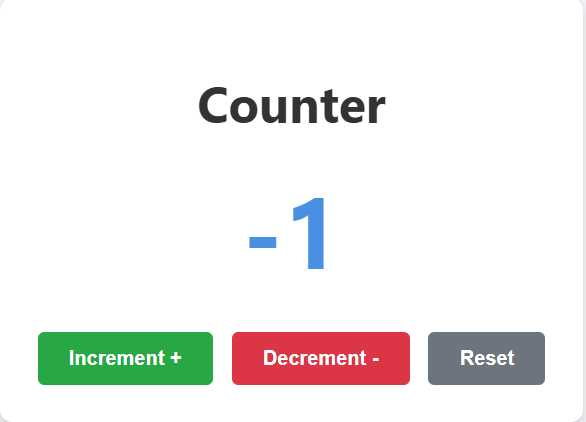 Counter
-1
Increment + Decrement - Reset